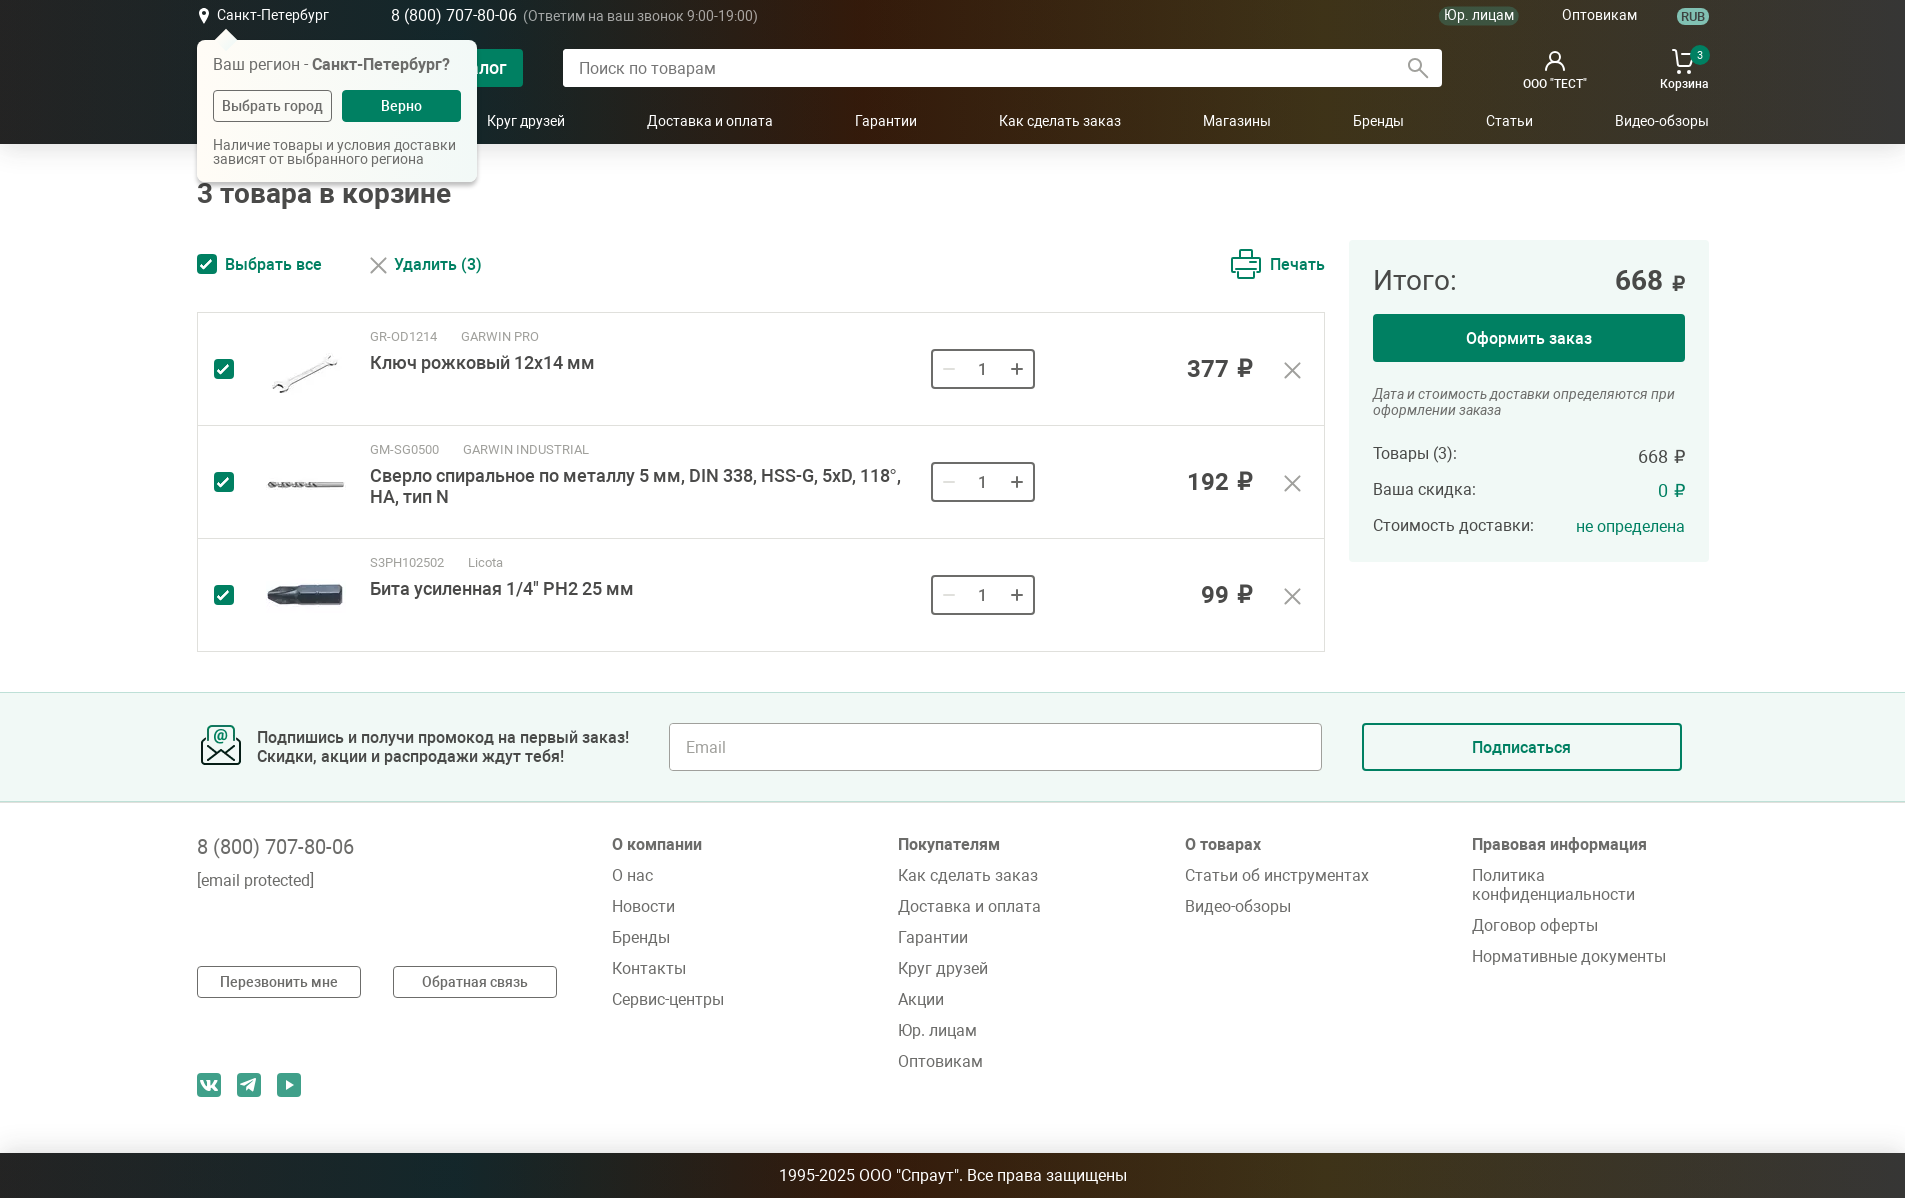 Санкт-Петербург
8 (800) 707-80-06 (Ответим на ваш звонок 9:00-19:00)
Юр. лицам
Оптовикам
RUB
Ваш регион - Санкт-Петербург?
Выбрать город
Верно
Наличие товары и условия доставки
зависят от выбранного региона
Поиск по товарам
ООО "ТЕСТ"
3
Корзина
Круг друзей
Доставка и оплата
Гарантии
Как сделать заказ
Магазины
Бренды
Статьи
Видео-обзоры
3 товара в корзине
Выбрать все
Удалить (3)
Печать
GR-OD1214 GARWIN PRO
Ключ рожковый 12х14 мм
1
377 ₽
GM-SG0500 GARWIN INDUSTRIAL
Сверло спиральное по металлу 5 мм, DIN 338, HSS-G, 5xD, 118°,
HA, тип N
1
192 ₽
S3PH102502 Licota
Бита усиленная 1/4" PH2 25 мм
1
99 ₽
Итого: 668 ₽
Оформить заказ
Дата и стоимость доставки определяются при
оформлении заказа
Товары (3): 668 ₽
Ваша скидка: 0 ₽
Стоимость доставки: не определена
Подпишись и получи промокод на первый заказ!
Скидки, акции и распродажи ждут тебя!
Email
Подписаться
8 (800) 707-80-06
[email protected]
Перезвонить мне
Обратная связь
О компании
О нас
Новости
Бренды
Контакты
Сервис-центры
Покупателям
Как сделать заказ
Доставка и оплата
Гарантии
Круг друзей
Акции
Юр. лицам
Оптовикам
О товарах
Статьи об инструментах
Видео-обзоры
Правовая информация
Политика
конфиденциальности
Договор оферты
Нормативные документы
1995-2025 ООО "Спраут". Все права защищены